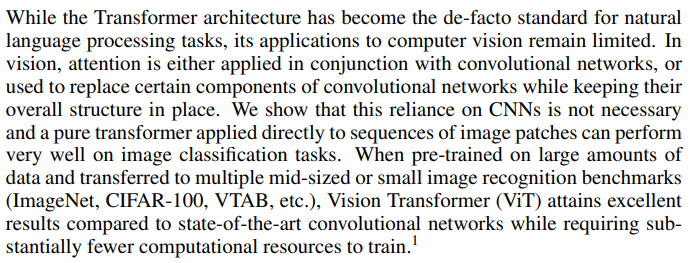 While the Transformer architecture has become the de-facto standard for natural
language processing tasks, its applications to computer vision remain limited. In
vision, attention is either applied in conjunction with convolutional networks, or
used to replace certain components of convolutional networks while keeping their
overall structure in place. We show that this reliance on CNNs is not necessary
and a pure transformer applied directly to sequences of image patches can perform
very well on image classification tasks. When pre-trained on large amounts of
data and transferred to multiple mid-sized or small image recognition benchmarks
(ImageNet, CIFAR-100, VTAB, etc.), Vision Transformer (ViT) attains excellent
results compared to state-of-the-art convolutional networks while requiring sub-
stantially fewer computational resources to train.¹